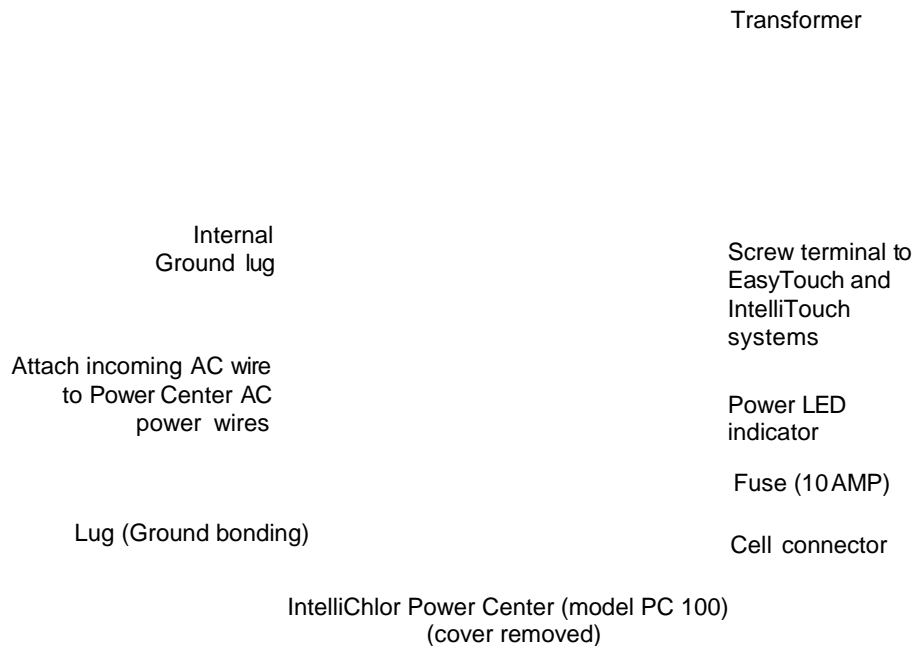 Transformer
Internal
Ground lug
Screw terminal to
EasyTouch and
IntelliTouch
systems
Attach incoming AC wire
to Power Center AC
power wires
Power LED
indicator
Fuse (10 AMP)
Lug (Ground bonding)
Cell connector
IntelliChlor Power Center (model PC 100)
(cover removed)